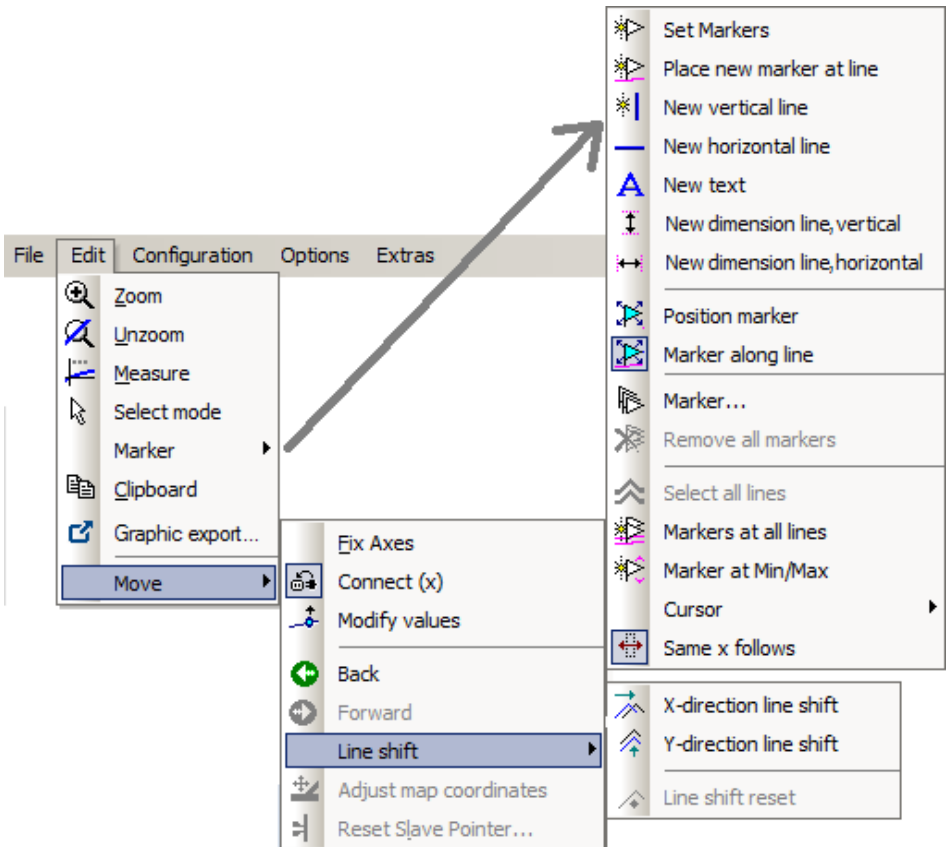 File Edit Configuration Options Extras
Zoom
Unzoom
Measure
Select mode
Marker
Clipboard
Graphic export...
Move
Fix Axes
Connect (x)
Modify values
Back
Forward
Line shift
Adjust map coordinates
Reset Slave Pointer...
Set Markers
Place new marker at line
New vertical line
New horizontal line
New text
New dimension line,vertical
New dimension line,horizontal
Position marker
Marker along line
Marker...
Remove all markers
Select all lines
Markers at all lines
Marker at Min/Max
Cursor
Same x follows
X-direction line shift
Y-direction line shift
Line shift reset